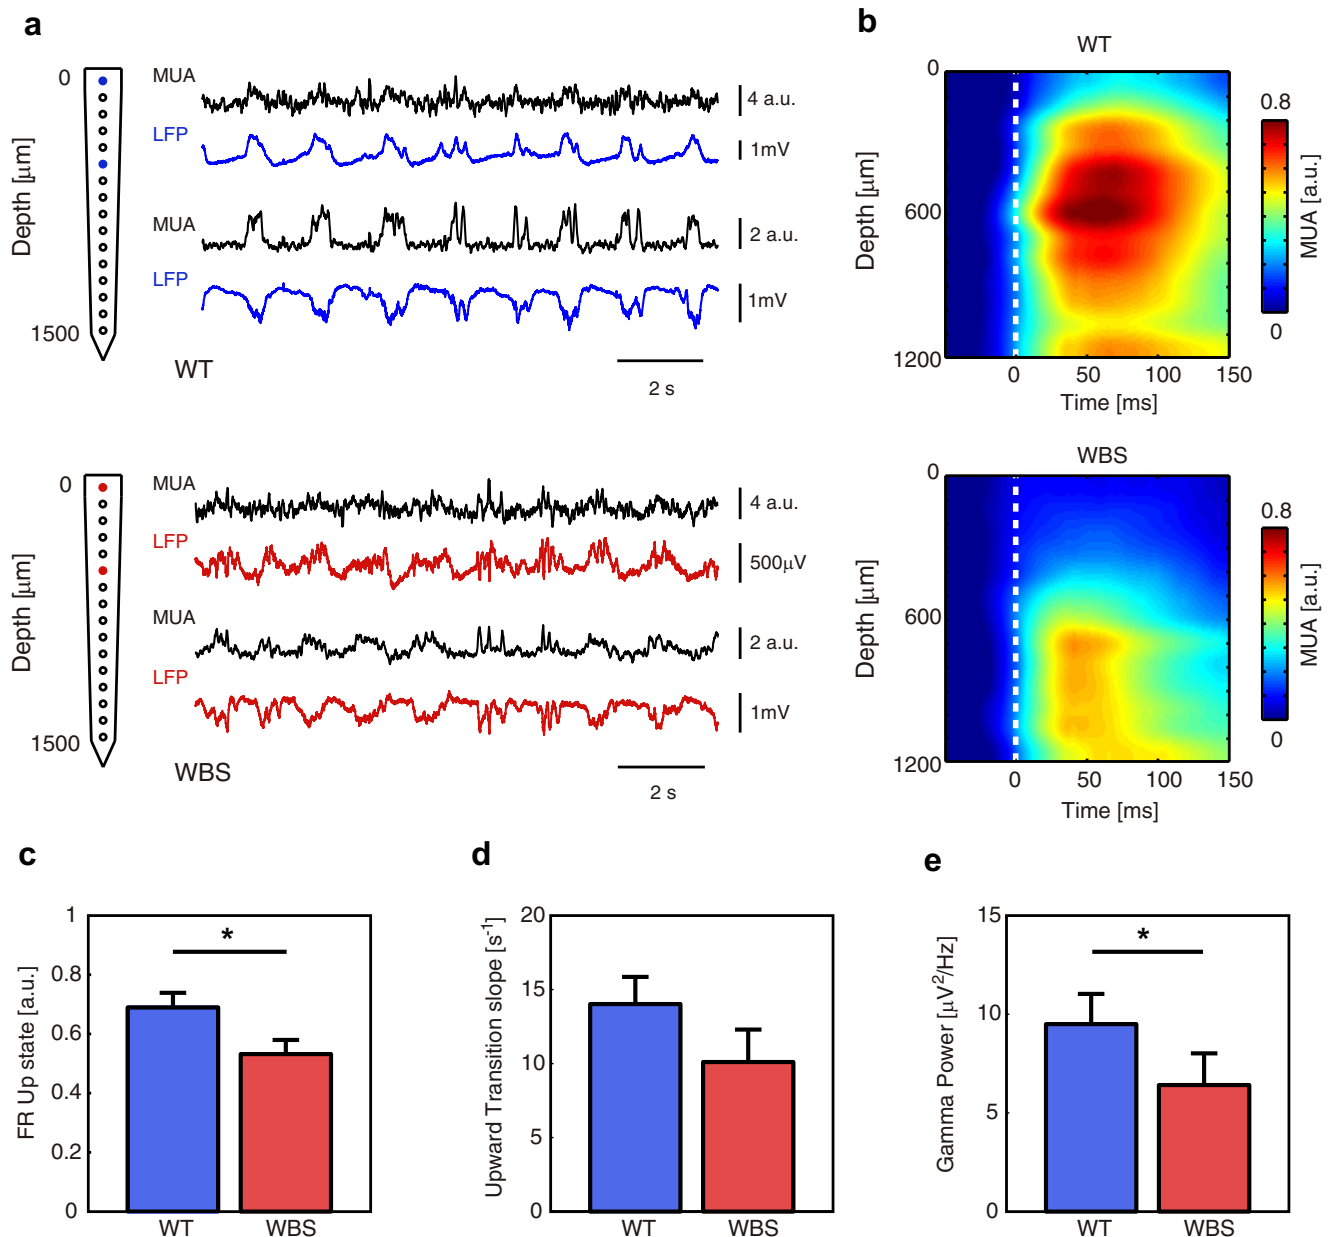 a
0
Depth [μm]
1500
MUA
4 a.u.
LFP
1mV
MUA
2 a.u.
LFP
1mV
WT
2 s
0
Depth [μm]
1500
MUA
4 a.u.
LFP
500μV
MUA
2 a.u.
LFP
1mV
WBS
2 s
b
WT
0
600
1200
Depth [μm]
0 50 100 150
Time [ms]
0.8
0
MUA [a.u.]
WBS
0
600
1200
Depth [μm]
0 50 100 150
Time [ms]
0.8
0
MUA [a.u.]
c
FR Up state [a.u.]
1
0.8
0.6
0.4
0.2
0
*
WT WBS
d
Upward Transition slope [s⁻¹]
20
15
10
5
0
WT WBS
e
Gamma Power [μV²/Hz]
15
10
5
0
*
WT WBS